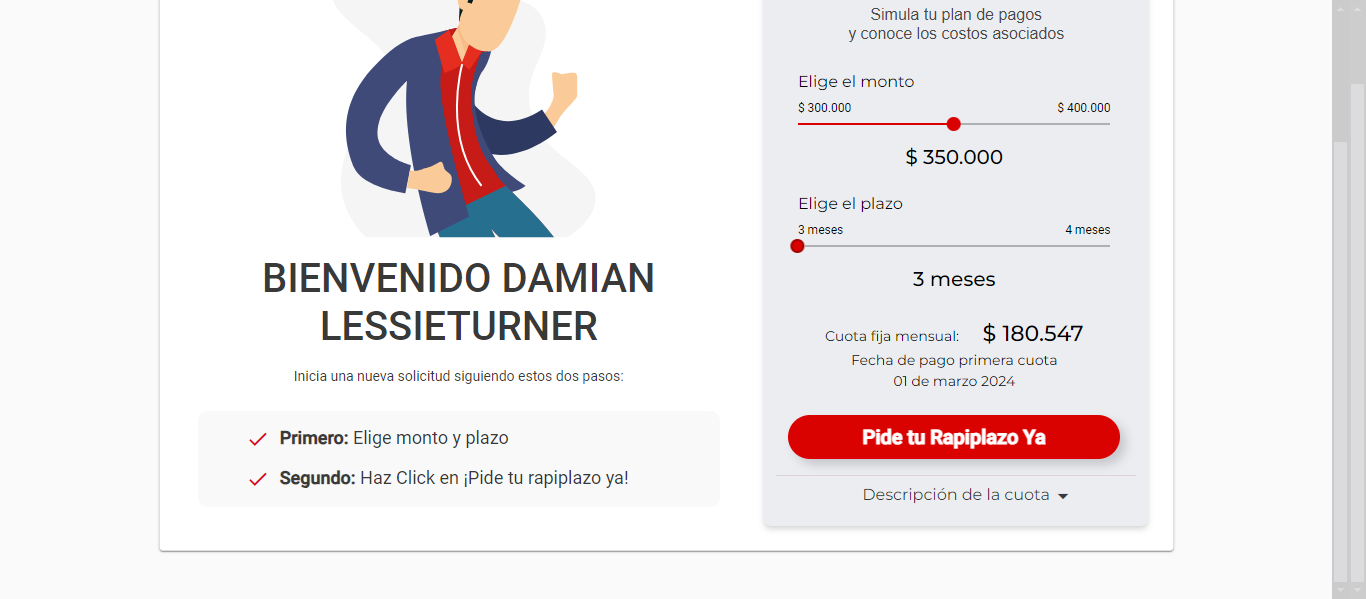 BIENVENIDO DAMIAN
LESSIETURNER
Inicia una nueva solicitud siguiendo estos dos pasos:
Primero: Elige monto y plazo
Segundo: Haz Click en ¡Pide tu rapiplazo ya!
Simula tu plan de pagos
y conoce los costos asociados
Elige el monto
$ 300.000 $ 400.000
$ 350.000
Elige el plazo
3 meses 4 meses
3 meses
Cuota fija mensual: $ 180.547
Fecha de pago primera cuota
01 de marzo 2024
Pide tu Rapiplazo Ya
Descripción de la cuota